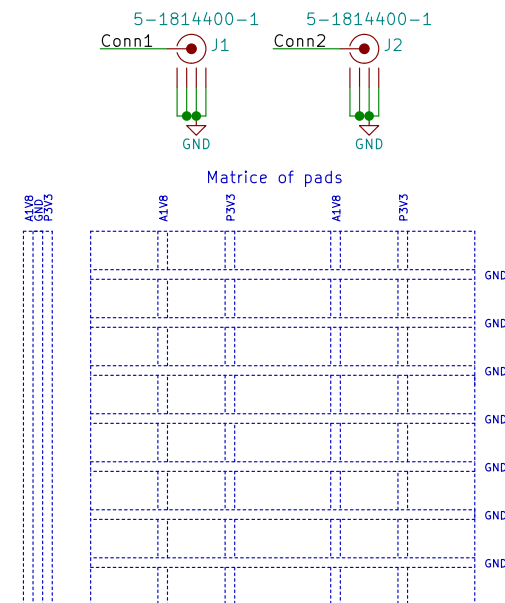 5-1814400-1 5-1814400-1
Conn1 J1 Conn2 J2
GND GND
Matrice of pads
A1V8 GND P3V3 A1V8 P3V3 A1V8 P3V3
GND
GND
GND
GND
GND
GND
GND